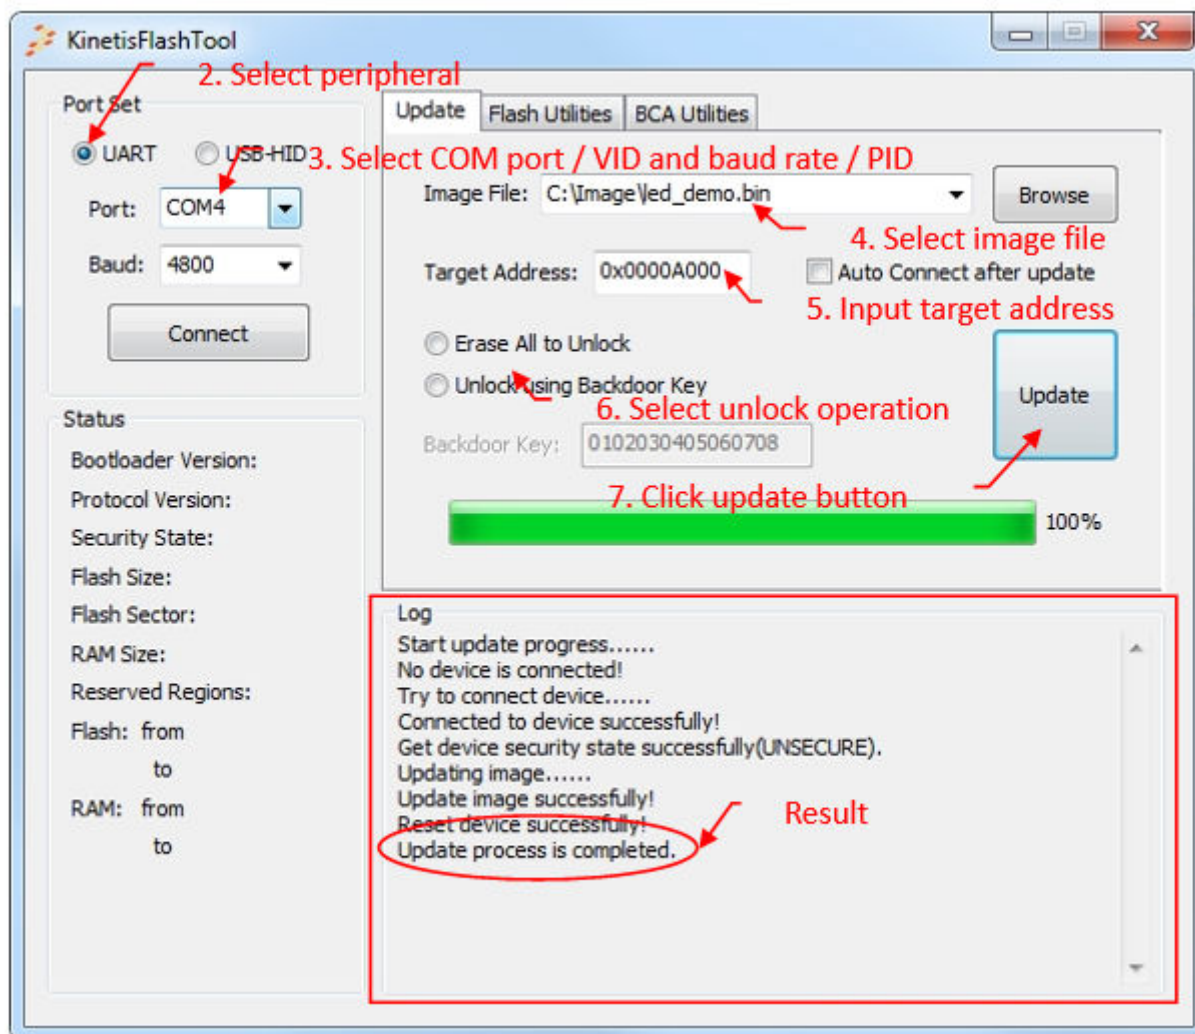 KinetisFlashTool
2. Select peripheral
Port Set
UART USB-HID
3. Select COM port / VID and baud rate / PID
Port: COM4
Baud: 4800
Connect
Status
Bootloader Version:
Protocol Version:
Security State:
Flash Size:
Flash Sector:
RAM Size:
Reserved Regions:
Flash: from
to
RAM: from
to
Update Flash Utilities BCA Utilities
Image File: C:\Image\led_demo.bin Browse
4. Select image file
Target Address: 0x0000A000 Auto Connect after update
5. Input target address
Erase All to Unlock
Unlock using Backdoor Key
Update
6. Select unlock operation
Backdoor Key: 0102030405060708
7. Click update button
100%
Log
Start update progress......
No device is connected!
Try to connect device......
Connected to device successfully!
Get device security state successfully(UNSECURE).
Updating image......
Update image successfully!
Reset device successfully!
Update process is completed.
Result